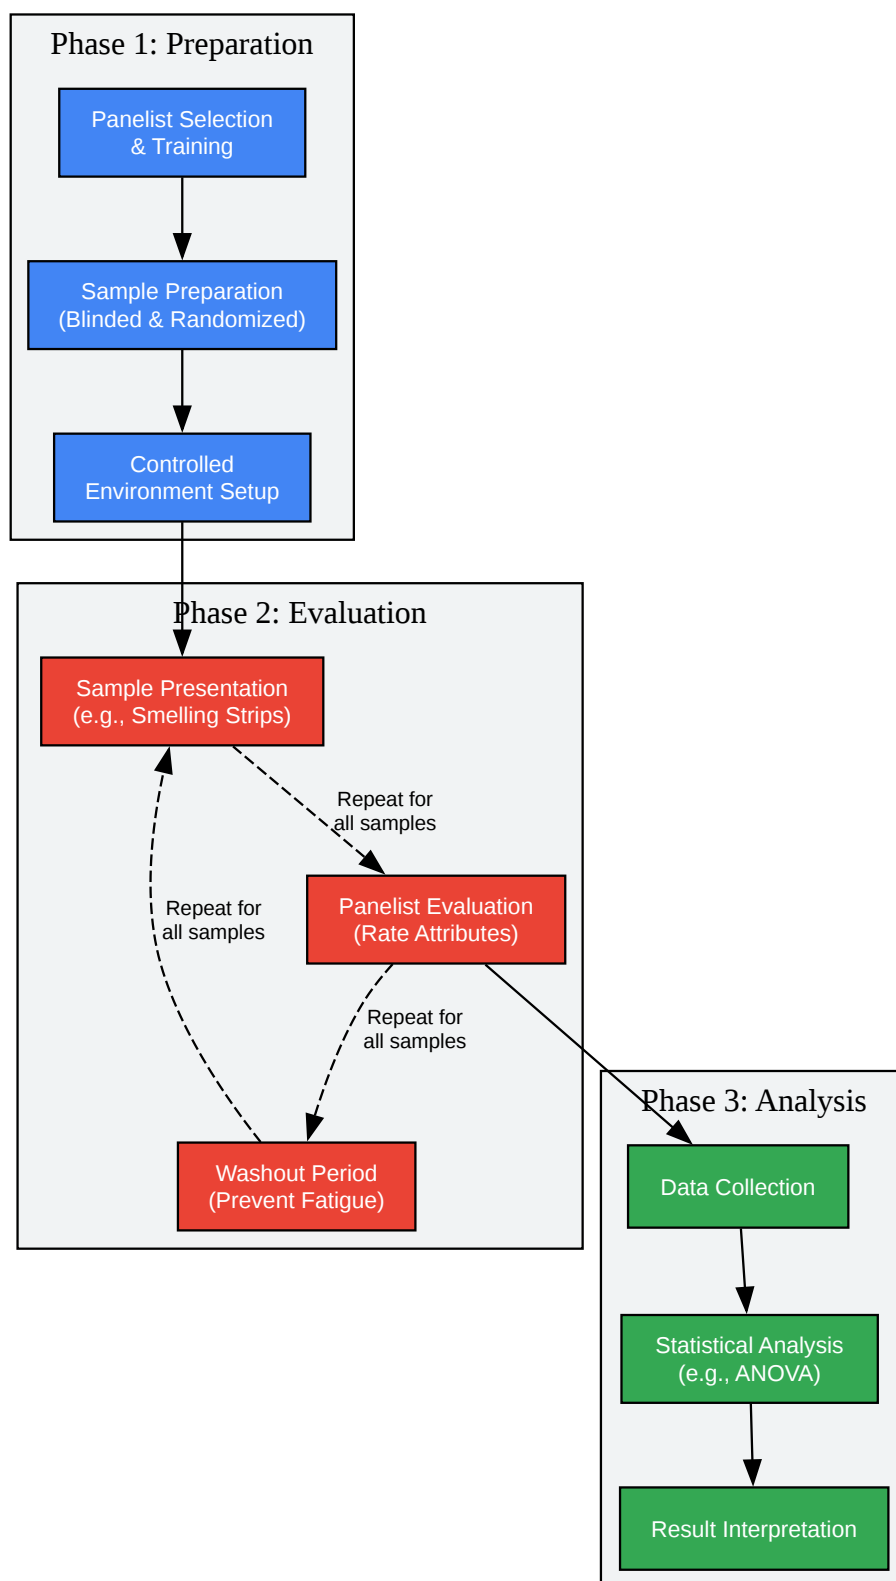 Phase 1: Preparation
Panelist Selection
& Training
Sample Preparation
(Blinded & Randomized)
Controlled
Environment Setup
Phase 2: Evaluation
Sample Presentation
(e.g., Smelling Strips)
Repeat for
all samples
Panelist Evaluation
(Rate Attributes)
Repeat for
all samples
Repeat for
all samples
Washout Period
(Prevent Fatigue)
Phase 3: Analysis
Data Collection
Statistical Analysis
(e.g., ANOVA)
Result Interpretation